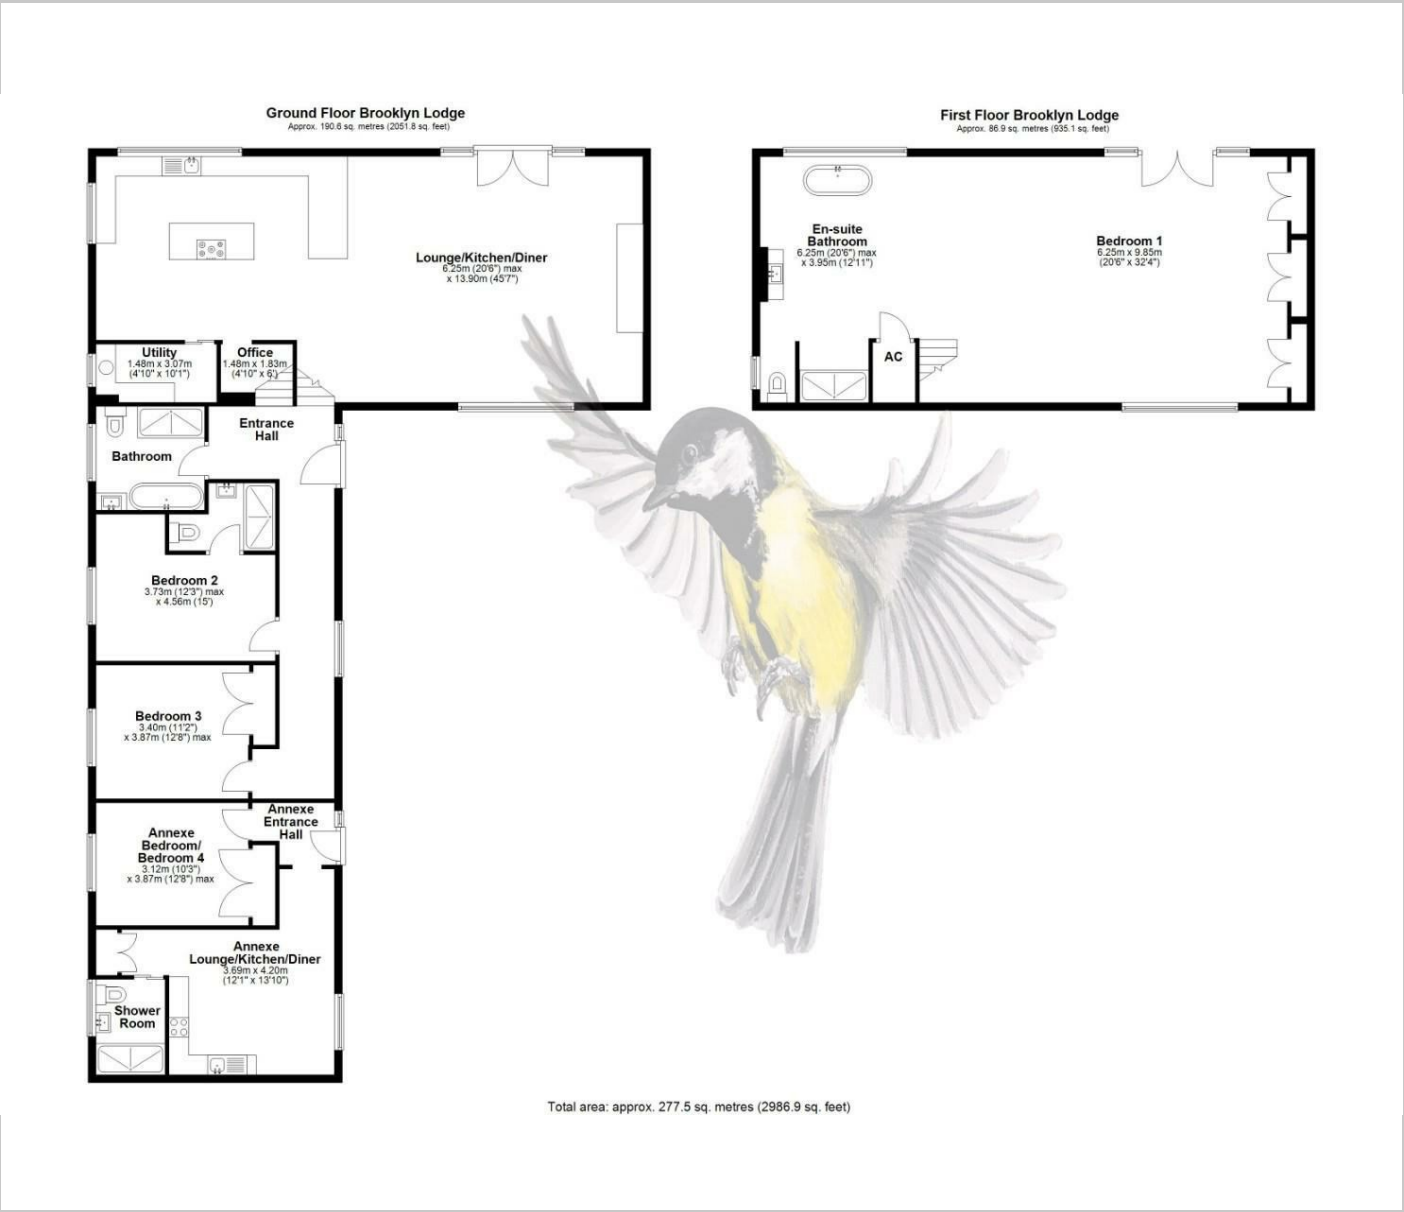 Ground Floor Brooklyn Lodge
Approx. 190.6 sq. metres (2051.8 sq. feet)
Lounge/Kitchen/Diner
6.25m (20'6") max
x 13.90m (45'7")
Utility
1.48m x 3.07m
(4'10" x 10'1")
Office
1.48m x 1.83m
(4'10" x 6')
Entrance
Hall
Bathroom
Bedroom 2
3.73m (12'3") max
x 4.56m (15')
Bedroom 3
3.40m (11'2")
x 3.87m (12'8") max
Annexe
Entrance
Hall
Annexe
Bedroom/
Bedroom 4
3.12m (10'3")
x 3.87m (12'8") max
Annexe
Lounge/Kitchen/Diner
3.69m x 4.20m
(12'1" x 13'10")
Shower
Room
First Floor Brooklyn Lodge
Approx. 86.9 sq. metres (935.1 sq. feet)
En-suite
Bathroom
6.25m (20'6") max
x 3.95m (12'11")
Bedroom 1
6.25m x 9.85m
(20'6" x 32'4")
AC
Total area: approx. 277.5 sq. metres (2986.9 sq. feet)